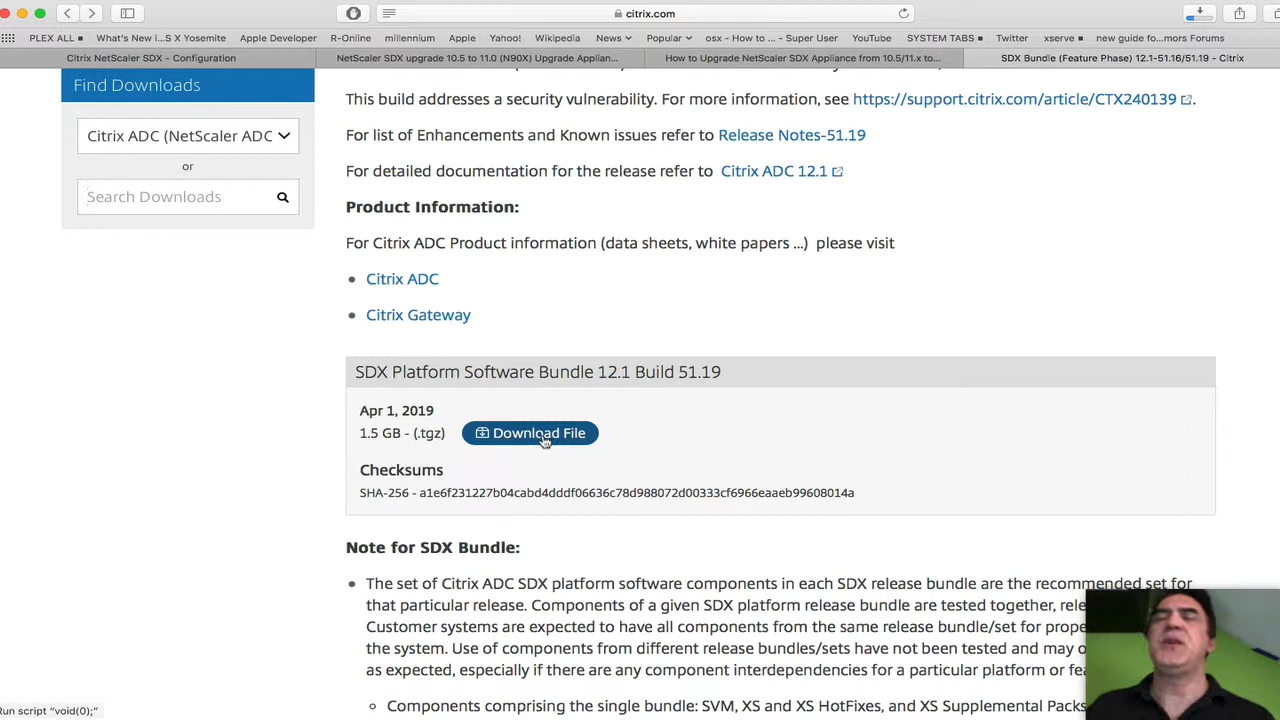 citrix.com
PLEX ALL What's New i...S X Yosemite Apple Developer R-Online millennium Apple Yahoo! Wikipedia News Popular osx - How to ... - Super User YouTube SYSTEM TABS Twitter xserve new guide fo...mors Forums
Citrix NetScaler SDX - Configuration NetScaler SDX upgrade 10.5 to 11.0 (N90X) Upgrade Applian... How to Upgrade NetScaler SDX Appliance from 10.5/11.x to... SDX Bundle (Feature Phase) 12.1-51.16/51.19 - Citrix
Find Downloads
Citrix ADC (NetScaler ADC
or
Search Downloads
This build addresses a security vulnerability. For more information, see https://support.citrix.com/article/CTX240139.
For list of Enhancements and Known issues refer to Release Notes-51.19
For detailed documentation for the release refer to Citrix ADC 12.1
Product Information:
For Citrix ADC Product information (data sheets, white papers ...) please visit
• Citrix ADC
• Citrix Gateway
SDX Platform Software Bundle 12.1 Build 51.19
Apr 1, 2019
1.5 GB - (.tgz) Download File
Checksums
SHA-256 - a1e6f231227b04cabd4dddf06636c78d988072d00333cf6966eaaeb99608014a
Note for SDX Bundle:
• The set of Citrix ADC SDX platform software components in each SDX release bundle are the recommended set for
that particular release. Components of a given SDX platform release bundle are tested together,
Customer systems are expected to have all components from the same release bundle/set for
the system. Use of components from different release bundles/sets have not been tested and may
as expected, especially if there are any component interdependencies for a particular platform or
Components comprising the single bundle: SVM, XS and XS HotFixes, and XS Supplemental Packs
Run script "void(0);"